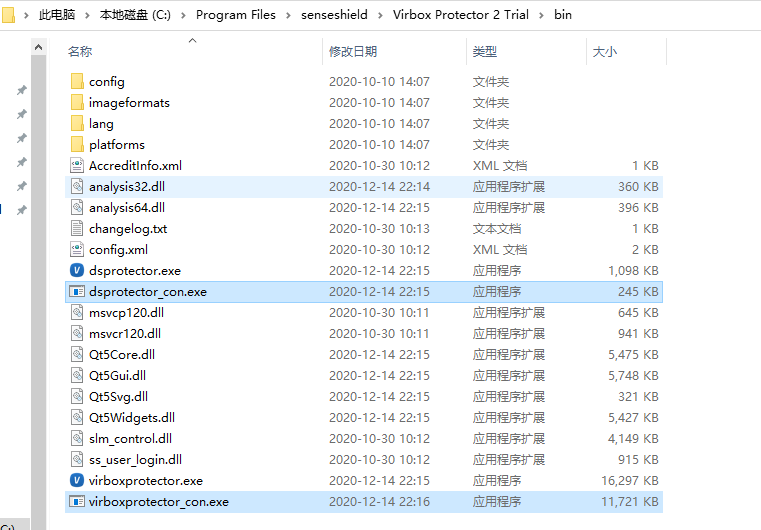 此电脑 > 本地磁盘 (C:) > Program Files > senseshield > Virbox Protector 2 Trial > bin
名称 修改日期 类型 大小
config 2020-10-10 14:07 文件夹
imageformats 2020-10-10 14:07 文件夹
lang 2020-10-10 14:07 文件夹
platforms 2020-10-10 14:07 文件夹
AccreditInfo.xml 2020-10-30 10:12 XML 文档 1 KB
analysis32.dll 2020-12-14 22:14 应用程序扩展 360 KB
analysis64.dll 2020-12-14 22:15 应用程序扩展 396 KB
changelog.txt 2020-10-30 10:13 文本文档 1 KB
config.xml 2020-10-30 10:12 XML 文档 2 KB
dsprotector.exe 2020-12-14 22:15 应用程序 1,098 KB
dsprotector_con.exe 2020-12-14 22:15 应用程序 245 KB
msvcp120.dll 2020-10-30 10:11 应用程序扩展 645 KB
msvcr120.dll 2020-10-30 10:11 应用程序扩展 941 KB
Qt5Core.dll 2020-12-14 22:15 应用程序扩展 5,475 KB
Qt5Gui.dll 2020-12-14 22:15 应用程序扩展 5,748 KB
Qt5Svg.dll 2020-12-14 22:15 应用程序扩展 321 KB
Qt5Widgets.dll 2020-12-14 22:15 应用程序扩展 5,427 KB
slm_control.dll 2020-10-30 10:12 应用程序扩展 4,149 KB
ss_user_login.dll 2020-10-30 10:12 应用程序扩展 915 KB
virboxprotector.exe 2020-12-14 22:15 应用程序 16,297 KB
virboxprotector_con.exe 2020-12-14 22:16 应用程序 11,721 KB